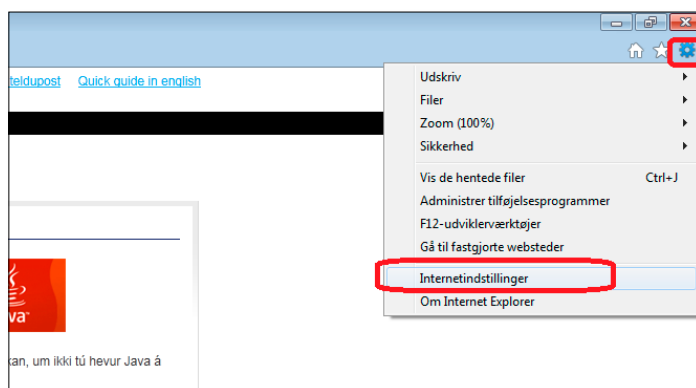 teldupost Quick guide in english
Udskriv
Filer
Zoom (100%)
Sikkerhed
Vis de hentede filer Ctrl+J
Administrer tilføjelsesprogrammer
F12-udviklerværktøjer
Gå til fastgjorte websteder
Internetindstillinger
Om Internet Explorer
kan, um ikki tú hevur Java á